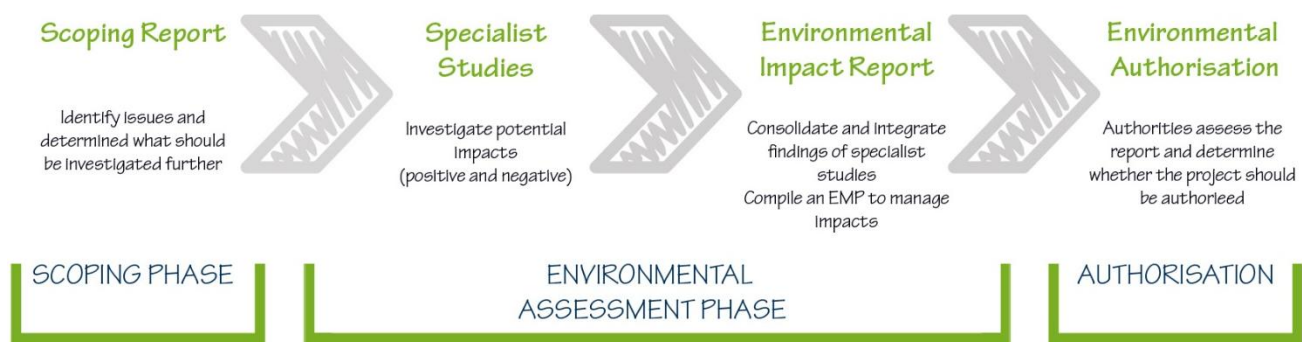 Scoping Report
Identify issues and
determined what should
be investigated further
Specialist
Studies
Investigate potential
impacts
(positive and negative)
Environmental
Impact Report
Consolidate and integrate
findings of specialist
studies
Compile an EMP to manage
impacts
Environmental
Authorisation
Authorities assess the
report and determine
whether the project should
be authorieed
SCOPING PHASE
ENVIRONMENTAL
ASSESSMENT PHASE
AUTHORISATION